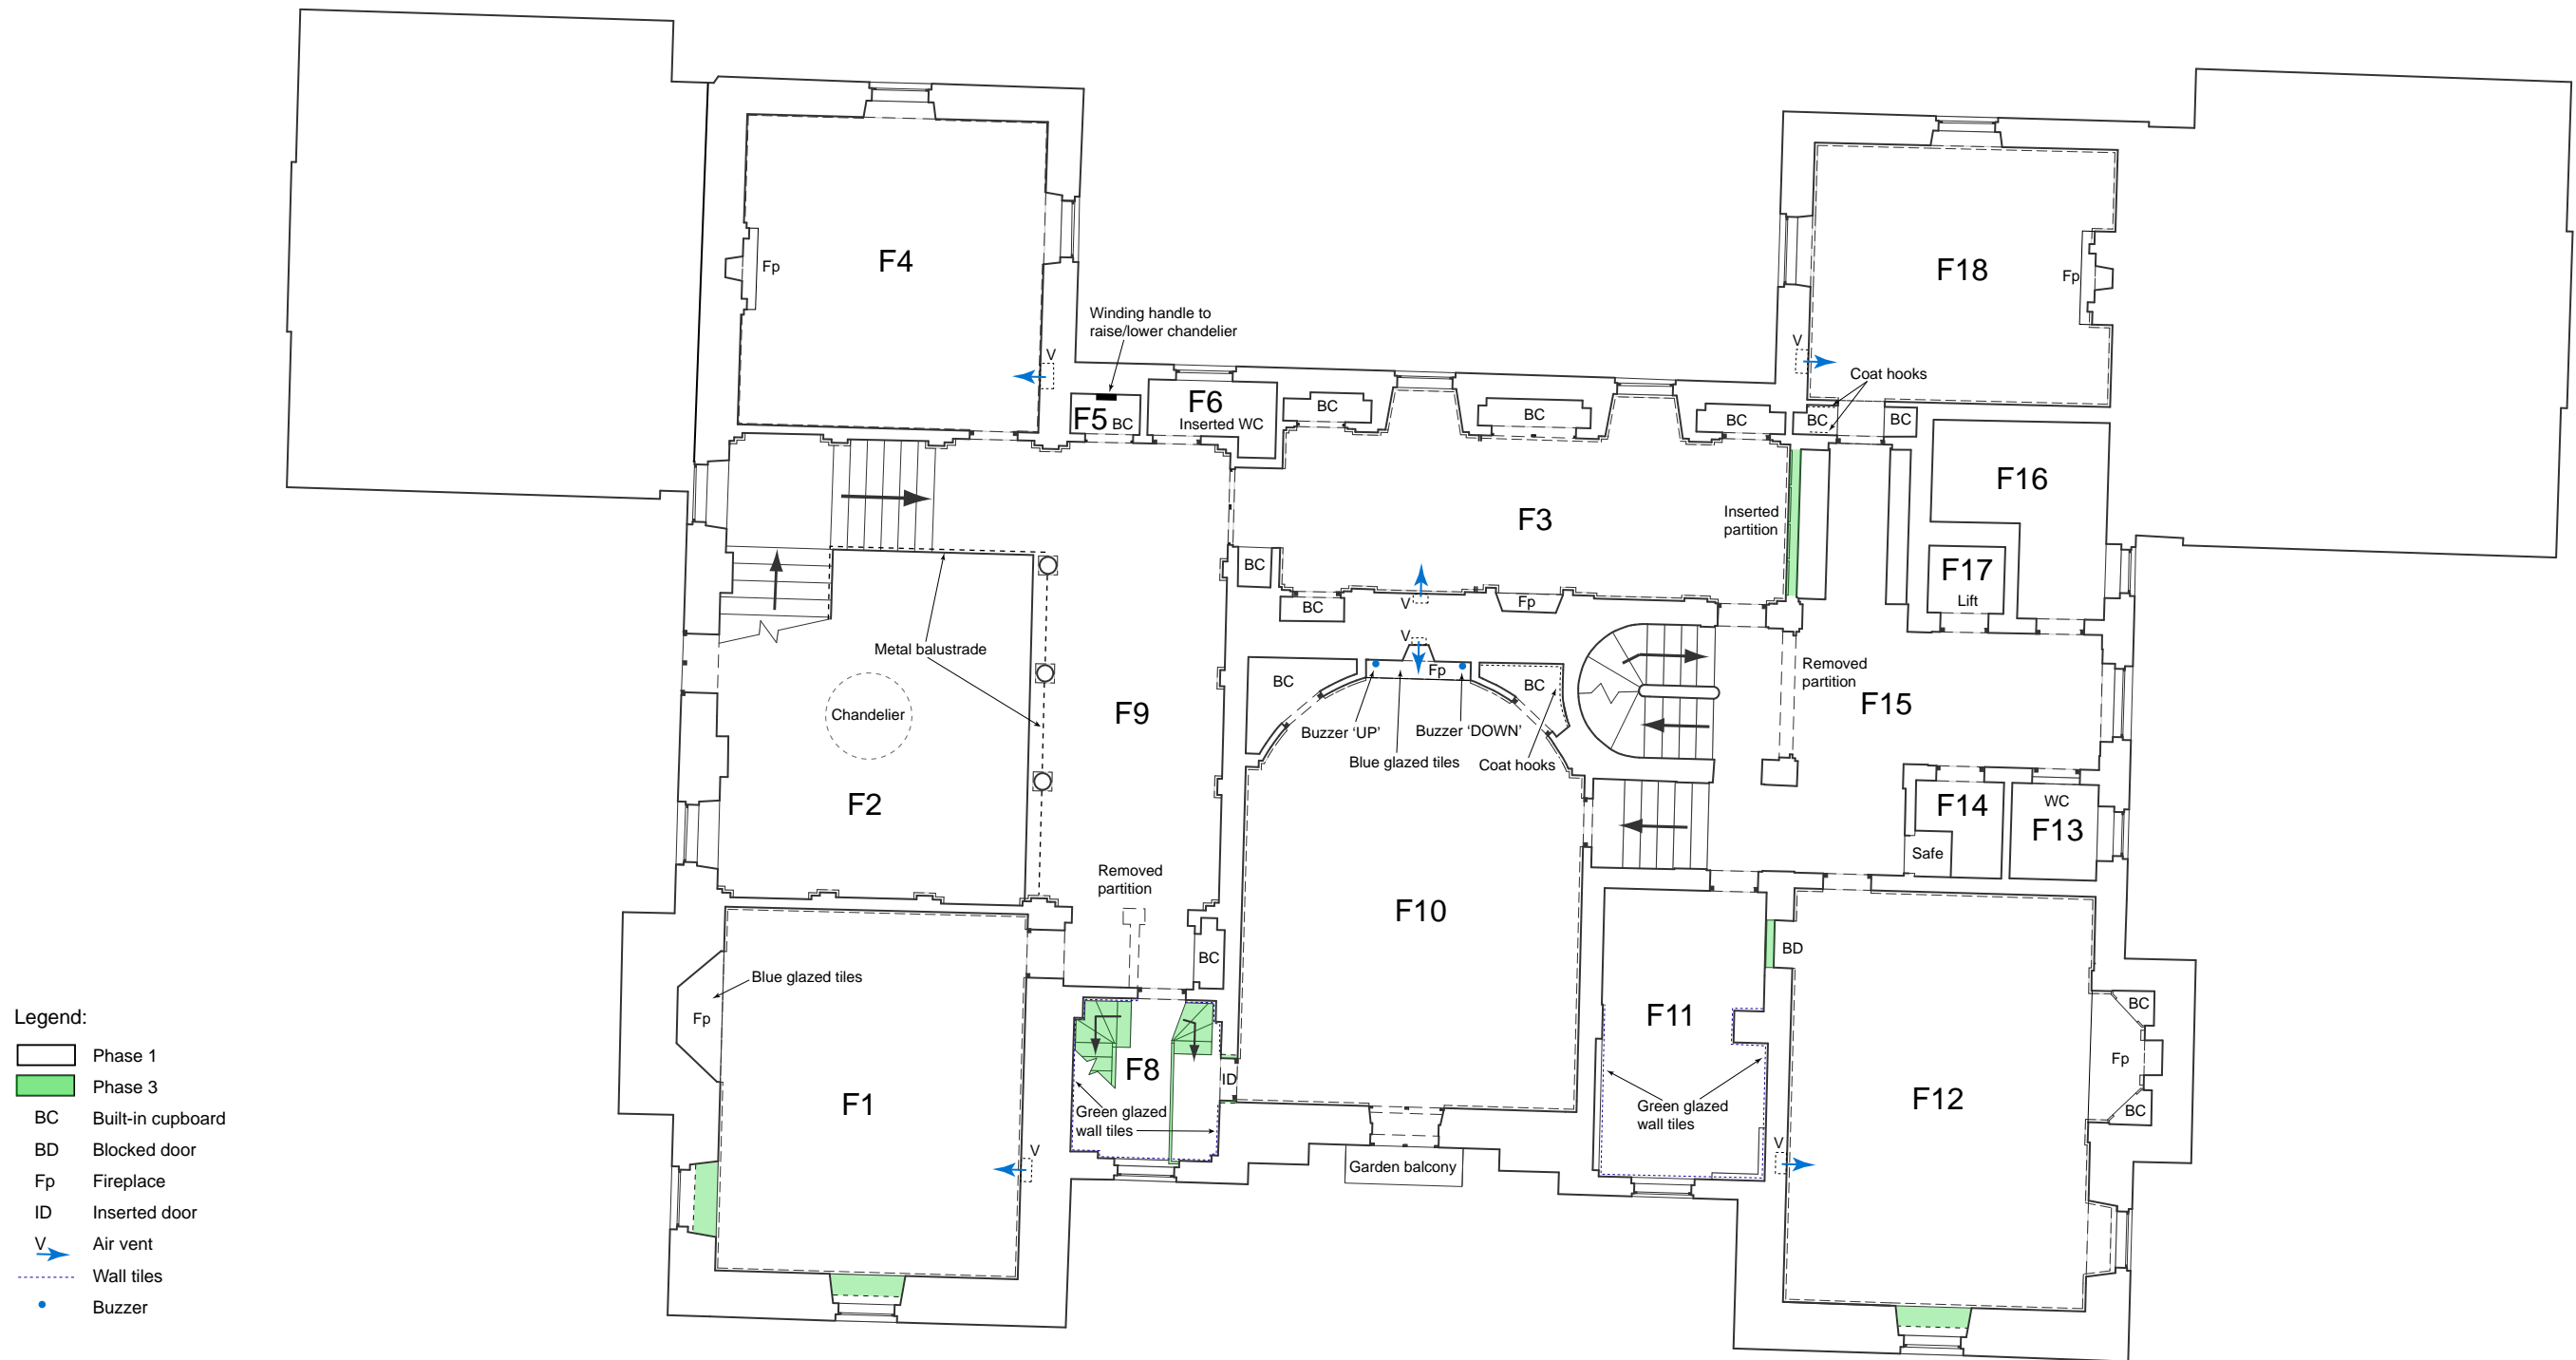 F4
Fp
V
Winding handle to
raise/lower chandelier
F5
BC
F6
Inserted WC
BC
BC
BC
F18
Fp
V
Coat hooks
BC
BC
F16
F17
Lift
F3
Inserted
partition
BC
BC
V
Fp
V
Fp
Metal balustrade
Chandelier
F2
F9
BC
BC
Buzzer ‘UP’
Buzzer ‘DOWN’
Blue glazed tiles
Coat hooks
Removed
partition
F15
F14
Safe
WC
F13
Removed
partition
BC
F10
F11
BD
Blue glazed tiles
Fp
F1
V
F8
ID
Green glazed
wall tiles
Garden balcony
Green glazed
wall tiles
V
F12
BC
Fp
BC
Legend:
Phase 1
Phase 3
BC Built-in cupboard
BD Blocked door
Fp Fireplace
ID Inserted door
V Air vent
Wall tiles
Buzzer